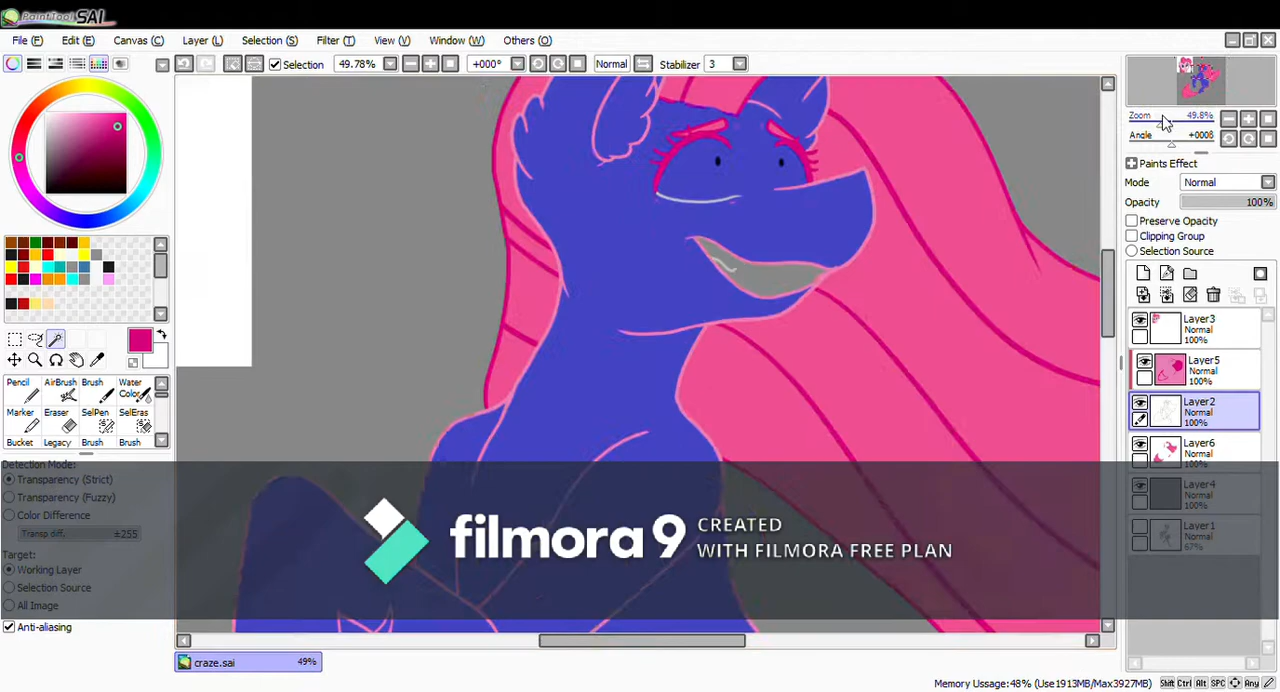 PaintTool SAI
File (F) Edit (E) Canvas (C) Layer (L) Selection (S) Filter (T) View (V) Window (W) Others (O)
Selection 49.78% +000° Normal Stabilizer 3
Zoom 49.8%
Angle +000ß
Paints Effect
Mode Normal
Opacity 100%
Preserve Opacity
Clipping Group
Selection Source
Layer3
Normal
100%
Layer5
Normal
100%
Layer2
Normal
100%
Layer6
Normal
100%
Layer4
Normal
100%
Layer1
Normal
67%
Pencil AirBrush Brush Water Color
Marker Eraser SelPen SelEras
Bucket Legacy Brush Brush
Detection Mode:
Transparency (Strict)
Transparency (Fuzzy)
Color Difference
Transp diff. ±255
Target:
Working Layer
Selection Source
All Image
Anti-aliasing
filmora 9 CREATED
WITH FILMORA FREE PLAN
craze.sai 49%
Memory Ussage:48% (Use1913MB/Max3927MB) Shift Ctrl Alt SPC Any